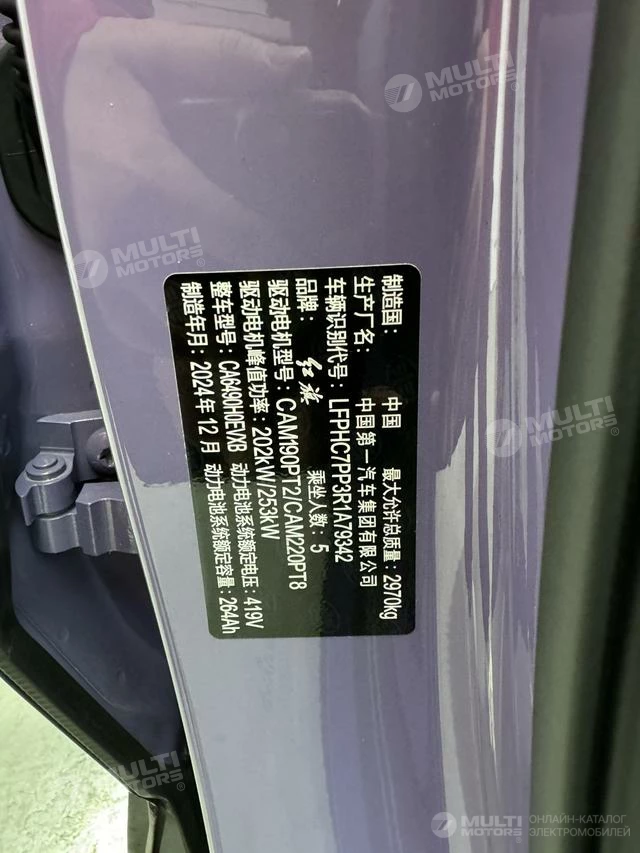 制造国： 中国 最大允许总质量：2970kg
生产厂名： 中国第一汽车集团有限公司
车辆识别代号：LFPHC7PP3R1A79342
品牌： 红旗 乘坐人数：5
驱动电机型号：CAM190PT2/CAM220PT8
驱动电机峰值功率：202kW/253kW
整车型号：CA6490H0EVXB 动力电池系统额定电压：419V
制造年月：2024年12月 动力电池系统额定容量：264Ah
MULTI
MOTORS
MULTI
MOTORS
MULTI
MOTORS
MULTI
MOTORS
MULTI
MOTORS
ОНЛАЙН-КАТАЛОГ
ЭЛЕКТРОМОБИЛЕЙ